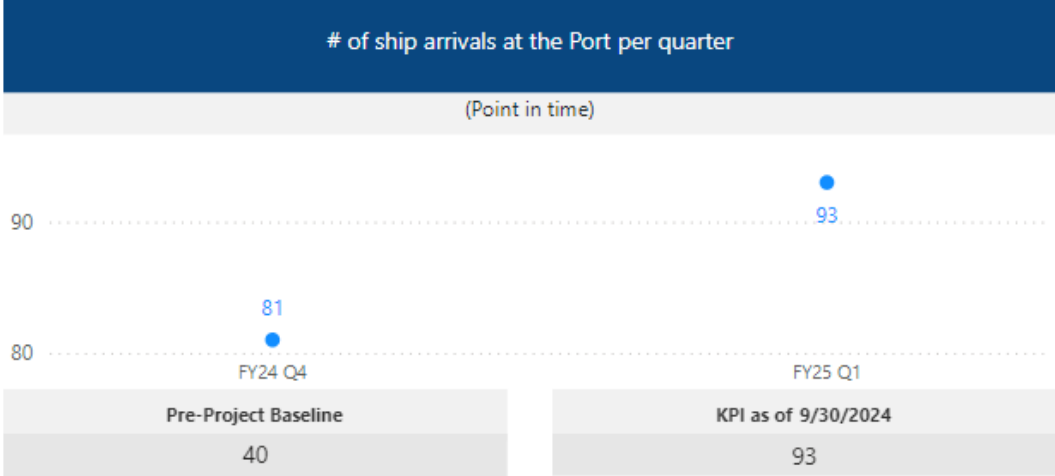 # of ship arrivals at the Port per quarter
(Point in time)
90
93
81
80
FY24 Q4 FY25 Q1
Pre-Project Baseline KPI as of 9/30/2024
40 93